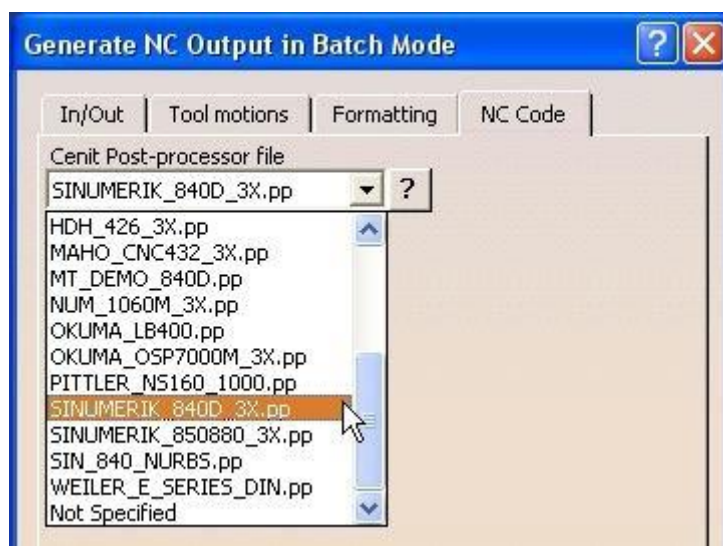 Generate NC Output in Batch Mode ?
In/Out Tool motions Formatting NC Code
Cenit Post-processor file
SINUMERIK_840D_3X.pp ?
HDH_426_3X.pp
MAHO_CNC432_3X.pp
MT_DEMO_840D.pp
NUM_1060M_3X.pp
OKUMA_LB400.pp
OKUMA_OSP7000M_3X.pp
PITTLER_NS160_1000.pp
SINUMERIK_840D_3X.pp
SINUMERIK_850880_3X.pp
SIN_840_NURBS.pp
WEILER_E_SERIES_DIN.pp
Not Specified